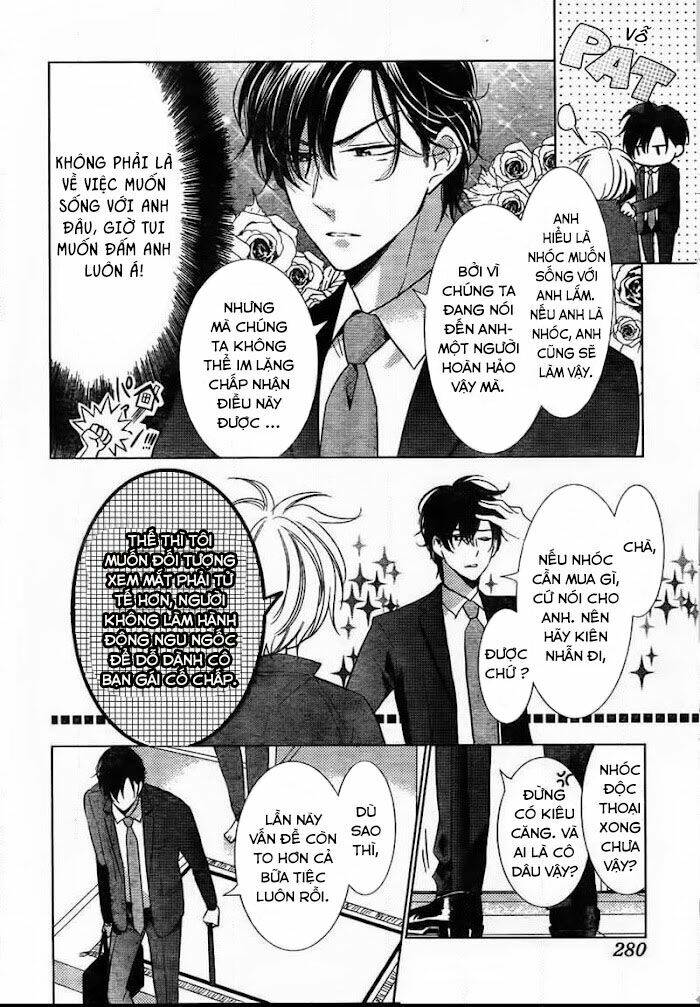 VỖ
PAT
ANH
HIỂU LÀ
NHÓC MUỐN
SỐNG VỚI
ANH LẮM.
NẾU ANH LÀ
NHÓC, ANH
CŨNG SẼ
LÀM VẬY.
BỞI VÌ
CHÚNG TA
ĐANG NÓI
ĐẾN ANH-
MỘT NGƯỜI
HOÀN HẢO
VẬY MÀ.
NHƯNG
MÀ CHÚNG
TA KHÔNG
THỂ IM LẶNG
CHẤP NHẬN
ĐIỀU NÀY
ĐƯỢC ...
KHÔNG PHẢI LÀ
VỀ VIỆC MUỐN
SỐNG VỚI ANH
ĐÂU, GIỜ TUI
MUỐN ĐẤM ANH
LUÔN Á!
CHÀ,
NẾU NHÓC
CẦN MUA GÌ,
CỨ NÓI CHO
ANH. NÊN
HÃY KIÊN
NHẪN ĐI,
ĐƯỢC
CHỨ ?
THẾ THÌ TÔI
MUỐN ĐỐI TƯỢNG
XEM MẮT PHẢI TỬ
TẾ HƠN, NGƯỜI
KHÔNG LÀM HÀNH
ĐỘNG NGU NGỐC
ĐỂ DỖ DÀNH CÔ
BẠN GÁI CỐ CHẤP.
NHÓC
ĐỘC
THOẠI
XONG
CHƯA
VẬY?
ĐỪNG
CÓ KIÊU
CĂNG. VÀ
AI LÀ CÔ
DÂU VẬY?
DÙ
SAO
THÌ,
LẦN NÀY
VẤN ĐỀ CÒN
TO HƠN CẢ
BỮA TIỆC
LUÔN RỒI.
280